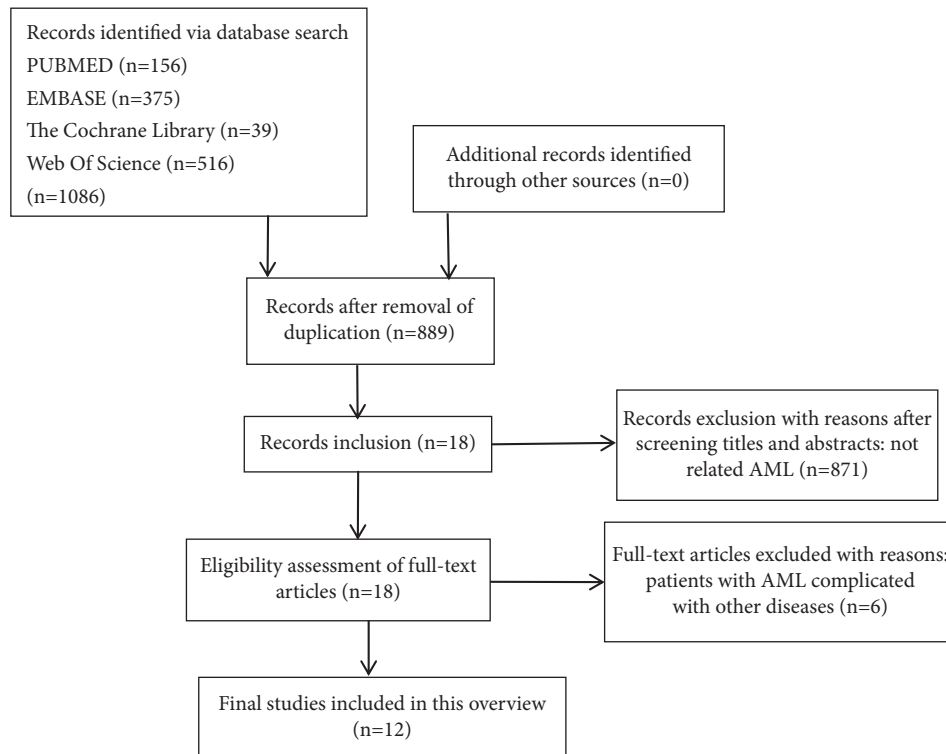 Records identified via database search
PUBMED (n=156)
EMBASE (n=375)
The Cochrane Library (n=39)
Web Of Science (n=516)
(n=1086)
Additional records identified
through other sources (n=0)
Records after removal of
duplication (n=889)
Records inclusion (n=18)
Records exclusion with reasons after
screening titles and abstracts: not
related AML (n=871)
Eligibility assessment of full-text
articles (n=18)
Full-text articles excluded with reasons:
patients with AML complicated
with other diseases (n=6)
Final studies included in this overview
(n=12)